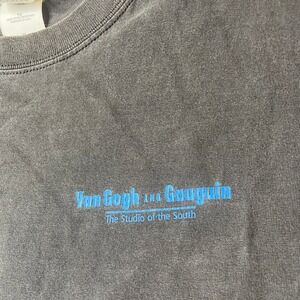 Van Gogh AND Gauguin
The Studio of the South